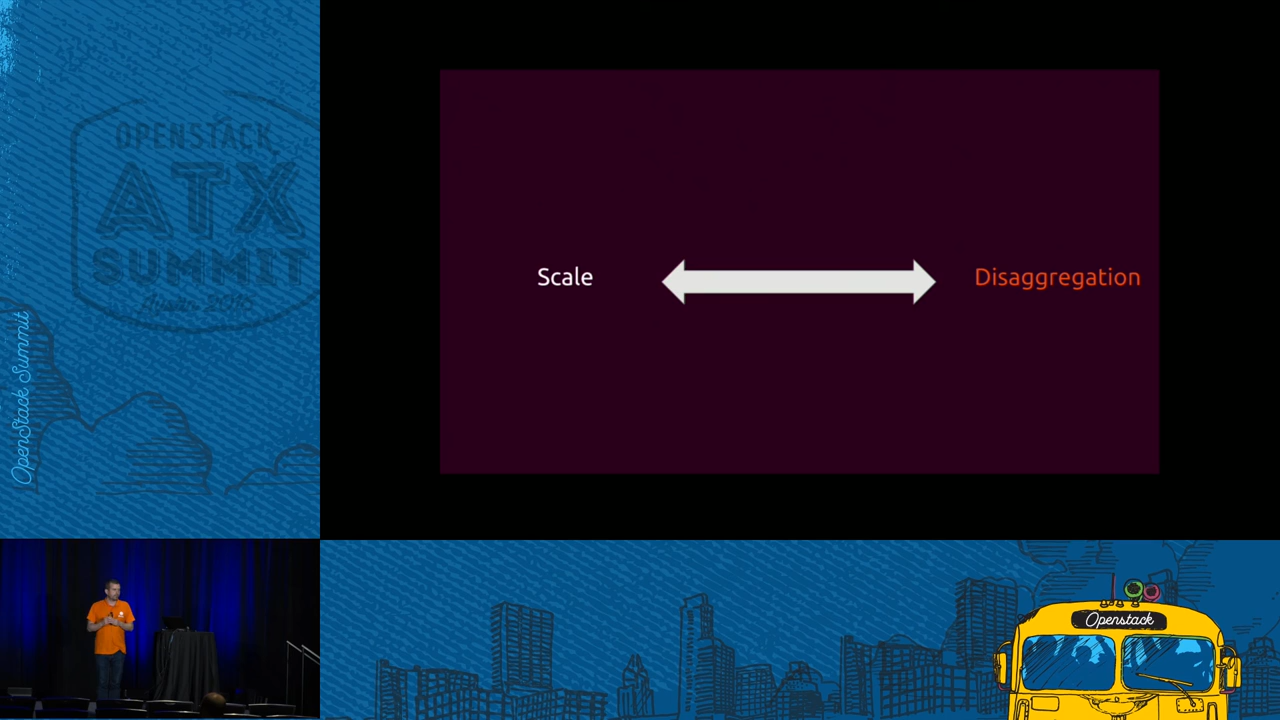 OPENSTACK
ATX
SUMMIT
Austin 2016
OpenStack Summit
Scale
Disaggregation
Openstack